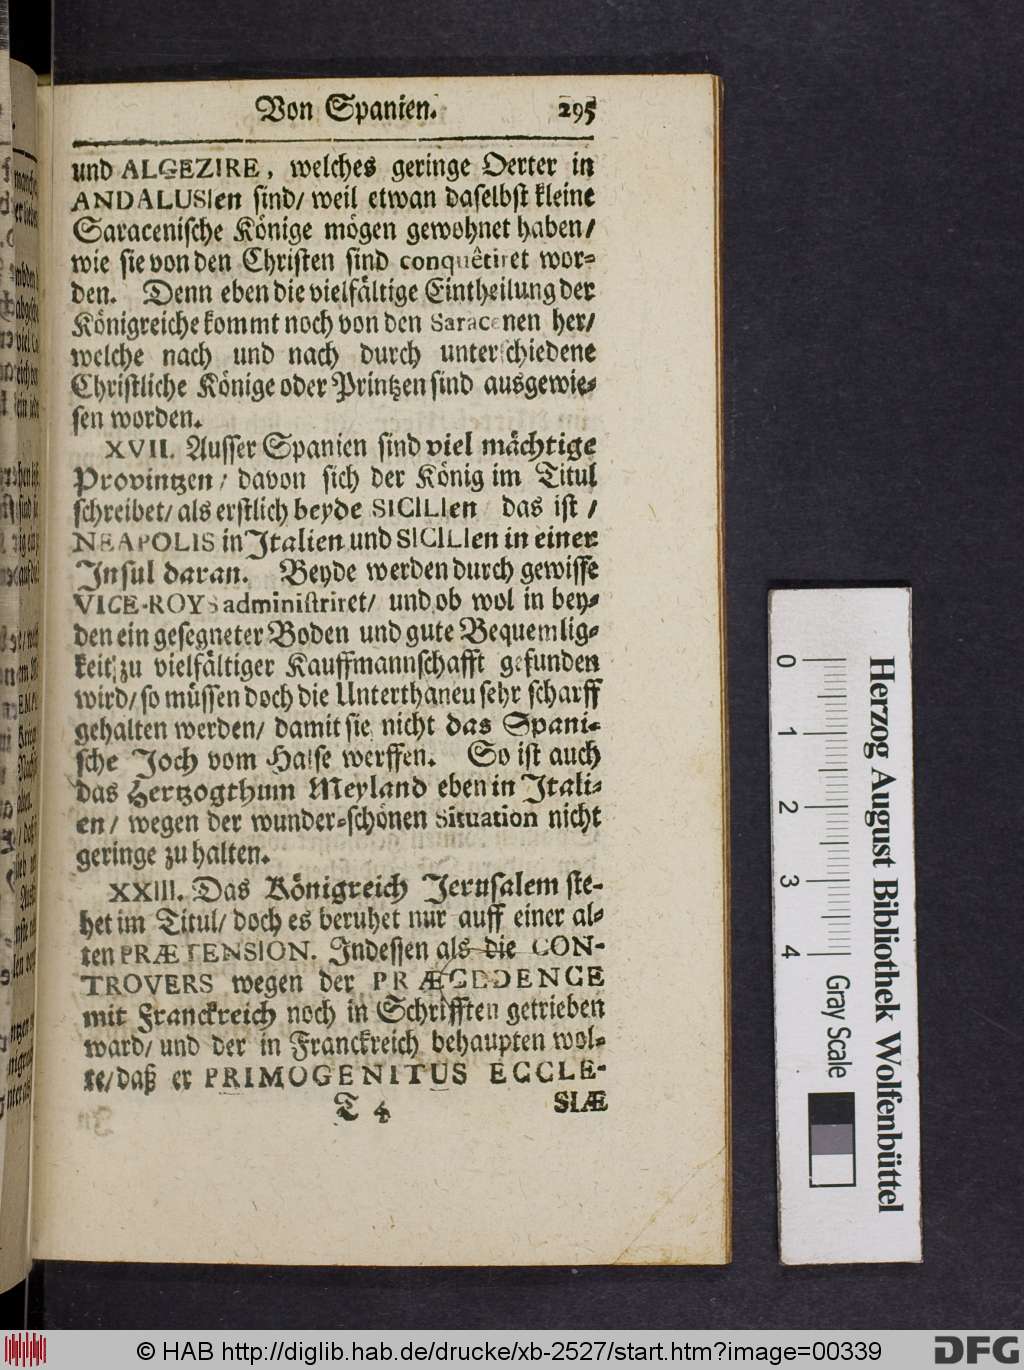 Von Spanien. 295
und ALGEZIRE, welches geringe Oerter in
ANDALUSIen sind/ weil etwan daselbst kleine
Saracenische Könige mögen gewohnet haben/
wie sie von den Christen sind conquêtiret wor-
den. Denn eben die vielfältige Eintheilung der
Königreiche kommt noch von den Saracenen her/
welche nach und nach durch unterschiedene
Christliche Könige oder Printzen sind ausgewie-
sen worden.
XVII. Ausser Spanien sind viel mächtige
Provintzen/ davon sich der König im Titul
schreibet/ als erstlich beyde SICILIen das ist/
NEAPOLIS in Italien und SICILIen in einer
Insul daran. Beyde werden durch gewisse
VICE-ROYs administriret/ und ob wol in bey-
den ein gesegneter Boden und gute Bequemlig-
keit zu vielfältiger Kauffmannschafft gefunden
wird/ so müssen doch die Unterthaneu sehr scharff
gehalten werden/ damit sie nicht das Spani-
sche Joch vom Halse werffen. So ist auch
das Hertzogthum Meyland eben in Itali-
en/ wegen der wunder-schönen Situation nicht
geringe zu halten.
XXIII. Das Königreich Jerusalem ste-
het im Titul/ doch es beruhet nur auff einer al-
ten PRÆTENSION. Indessen als die CON-
TROVERS wegen der PRÆCEDENCE
mit Franckreich noch in Schrifften getrieben
ward/ und der in Franckreich behaupten wol-
te/ daß er PRIMOGENITUS ECCLE-
T 4 SIÆ
0 1 2 3 4
Gray Scale
Herzog August Bibliothek Wolfenbüttel
© HAB http://diglib.hab.de/drucke/xb-2527/start.htm?image=00339
DFG